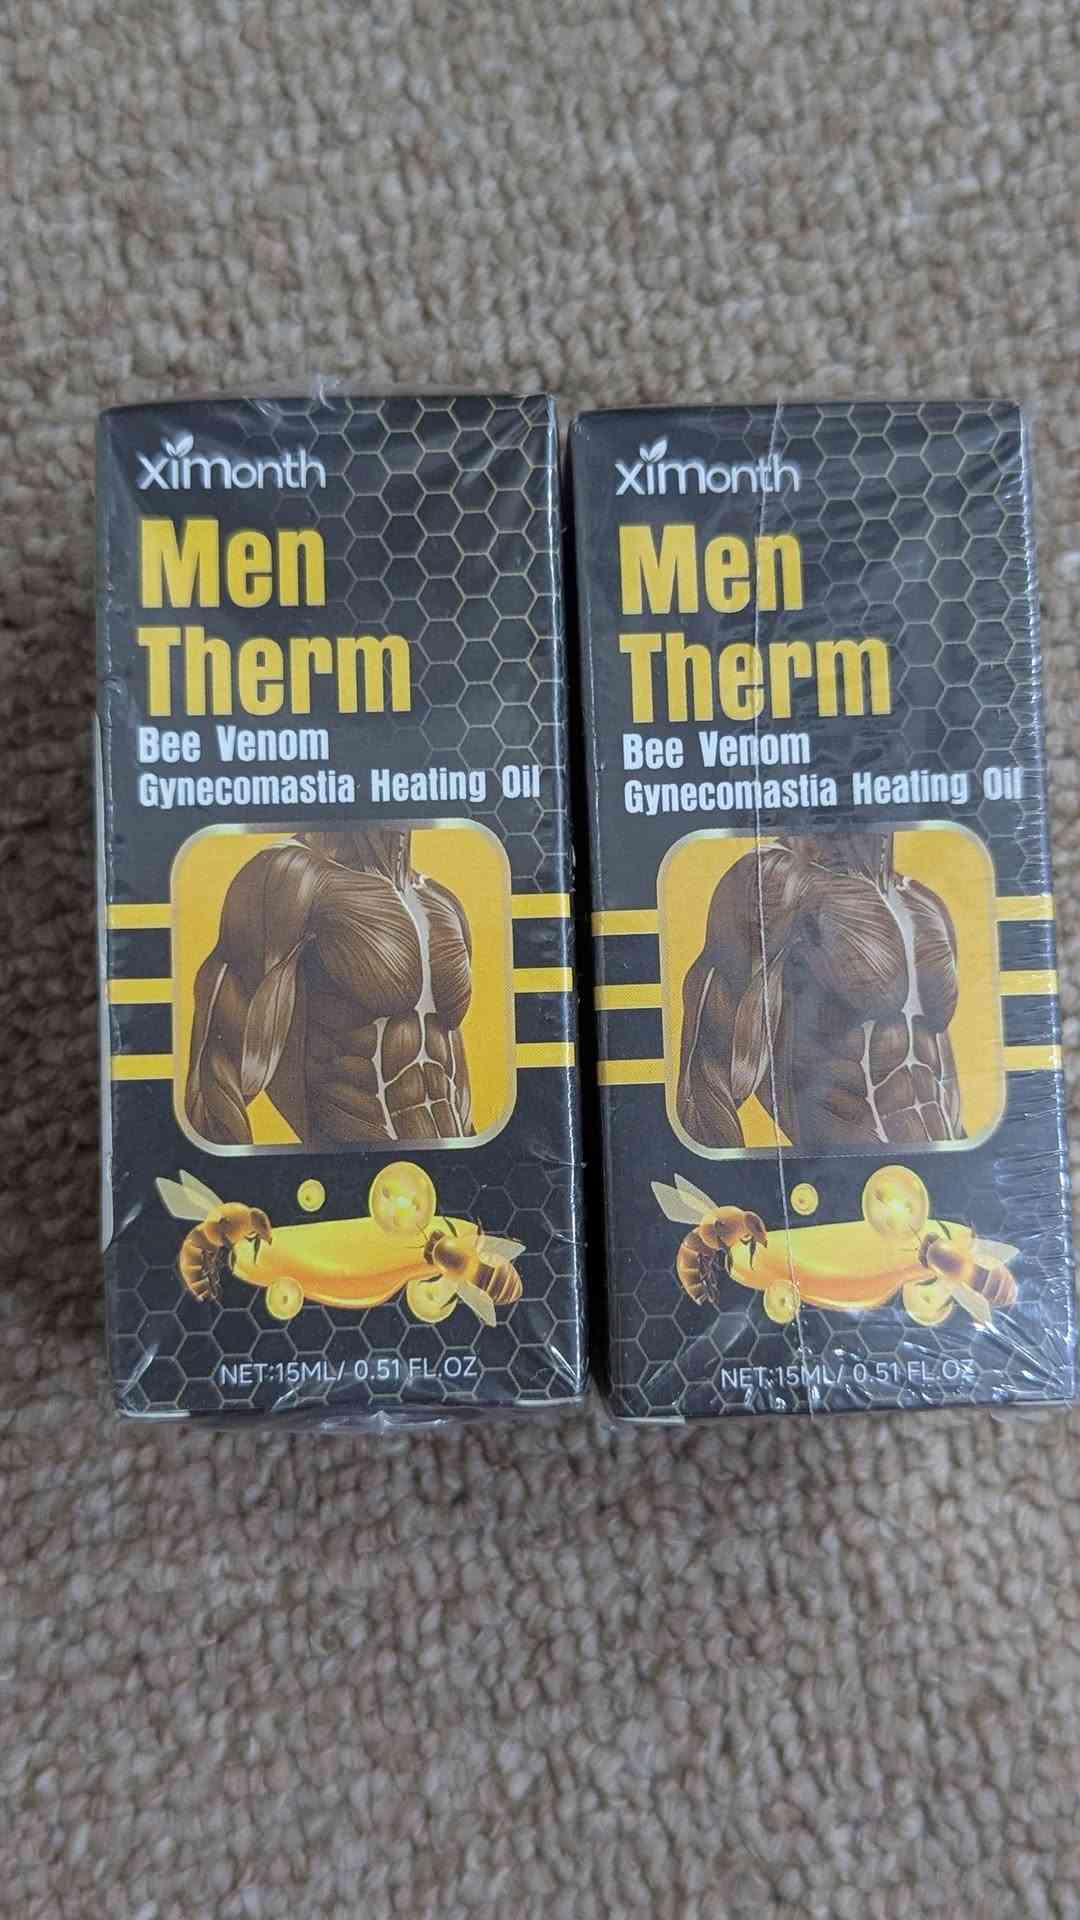 ximonth
Men
Therm
Bee Venom
Gynecomastia Heating Oil
NET:15ML/ 0.51 FL.OZ
ximonth
Men
Therm
Bee Venom
Gynecomastia Heating Oil
NET:15ML/ 0.51 FL.OZ